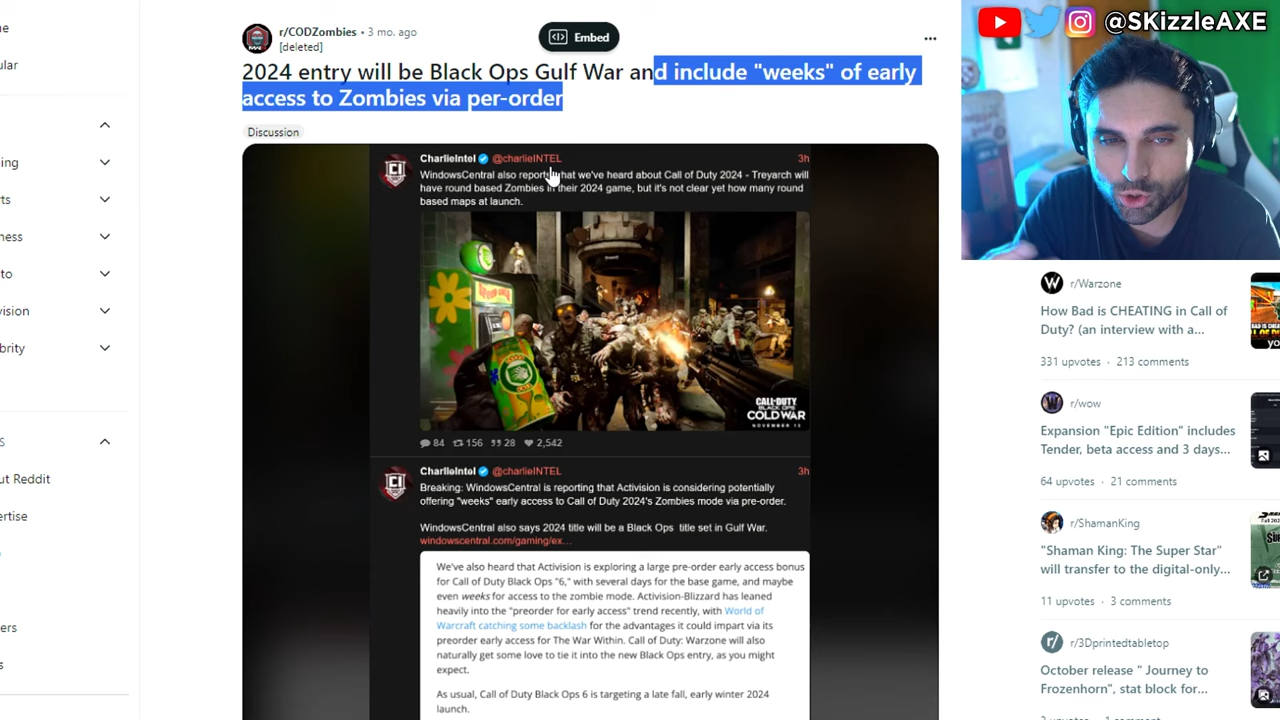 @SKizzleAXE
r/CODZombies • 3 mo. ago
[deleted]
Embed
2024 entry will be Black Ops Gulf War and include "weeks" of early
access to Zombies via per-order
Discussion
CharlieIntel @charlieINTEL 3h
WindowsCentral also reports what we've heard about Call of Duty 2024 - Treyarch will
have round based Zombies in their 2024 game, but it's not clear yet how many round
based maps at launch.
CALL OF DUTY
BLACK OPS
COLD WAR
NOVEMBER 13
84 156 28 2,542
CharlieIntel @charlieINTEL 3h
Breaking: WindowsCentral is reporting that Activision is considering potentially
offering "weeks" early access to Call of Duty 2024's Zombies mode via pre-order.
WindowsCentral also says 2024 title will be a Black Ops title set in Gulf War.
windowscentral.com/gaming/ex...
We've also heard that Activision is exploring a large pre-order early access bonus
for Call of Duty Black Ops "6," with several days for the base game, and maybe
even weeks for access to the zombie mode. Activision-Blizzard has leaned
heavily into the "preorder for early access" trend recently, with World of
Warcraft catching some backlash for the advantages it could impart via its
preorder early access for The War Within. Call of Duty: Warzone will also
naturally get some love to tie it into the new Black Ops entry, as you might
expect.
As usual, Call of Duty Black Ops 6 is targeting a late fall, early winter 2024
launch.
r/Warzone
How Bad is CHEATING in Call of
Duty? (an interview with a...
331 upvotes • 213 comments
r/wow
Expansion "Epic Edition" includes
Tender, beta access and 3 days...
64 upvotes • 21 comments
r/ShamanKing
"Shaman King: The Super Star"
will transfer to the digital-only...
11 upvotes • 3 comments
r/3Dprintedtabletop
October release " Journey to
Frozenhorn", stat block for...